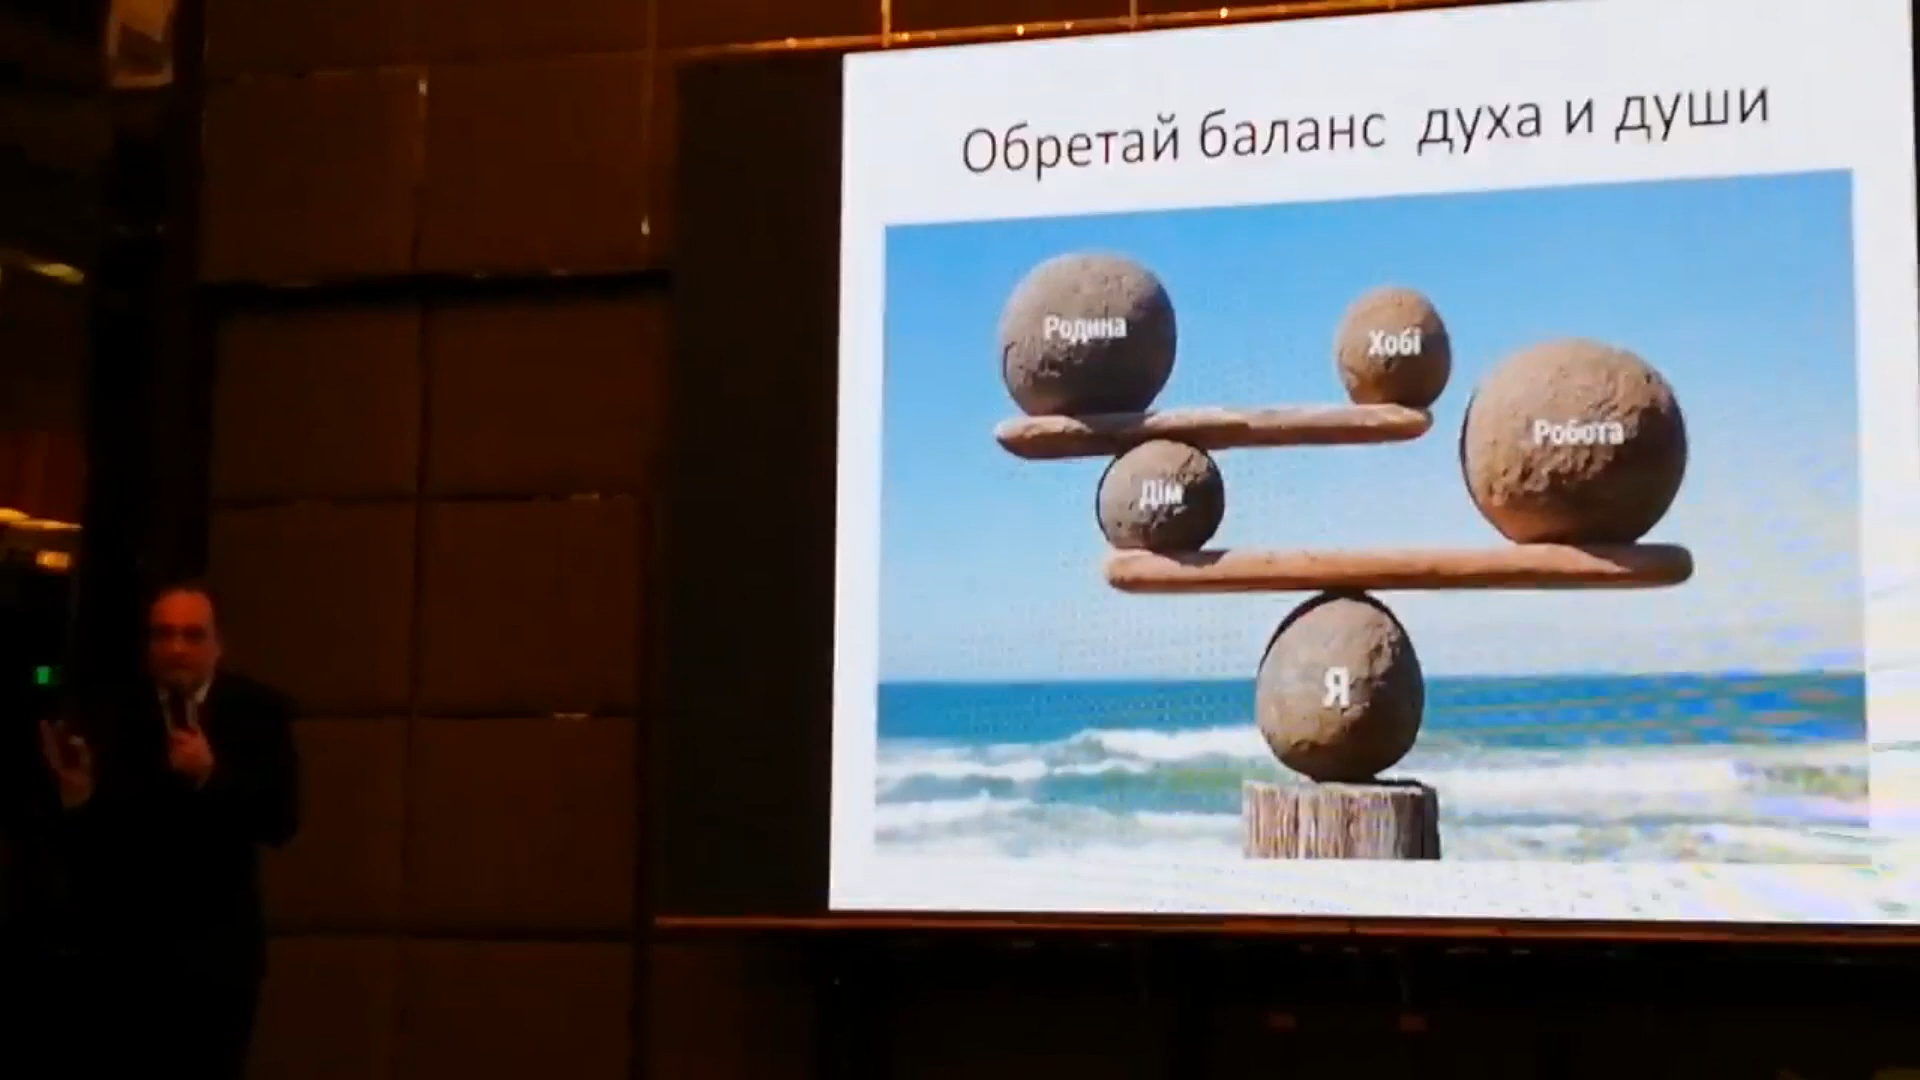 Обретай баланс духа и души
Родина
Хобі
Робота
Дім
Я